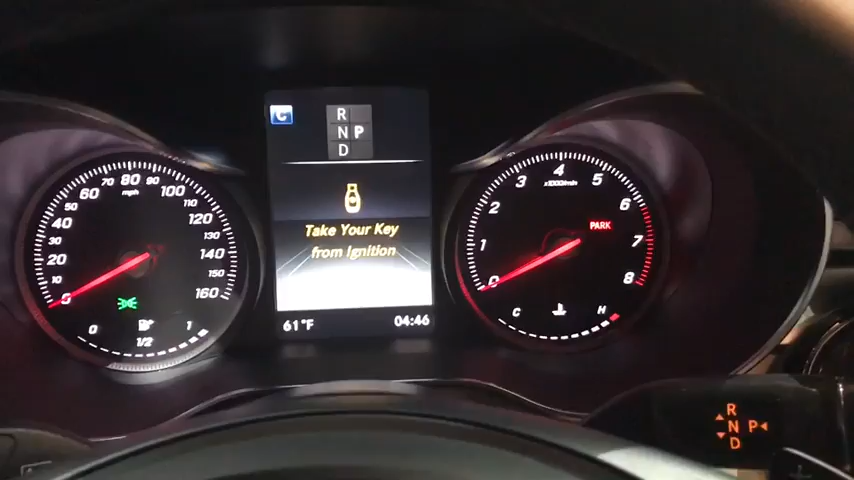 C
R
N P
D
Take Your Key
from Ignition
61°F
04:46
0
10
20
30
40
50
60
70
80
90
100
110
120
130
140
150
160
mph
0
1/2
1
0
1
2
3
4
5
6
7
8
x1000/min
PARK
C
H
R
N P
D